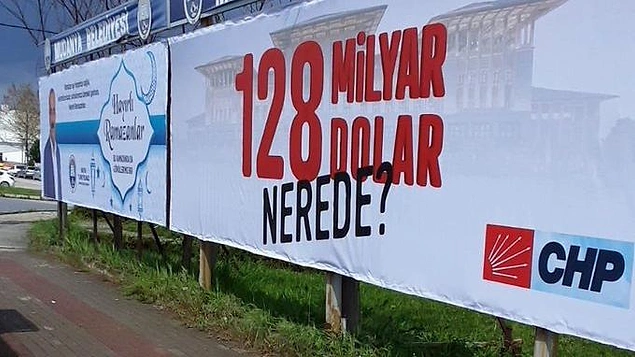 MUDANYA BELEDİYESİ
Hayırlı
Ramazanlar
128
MİLYAR
DOLAR
NEREDE?
CHP